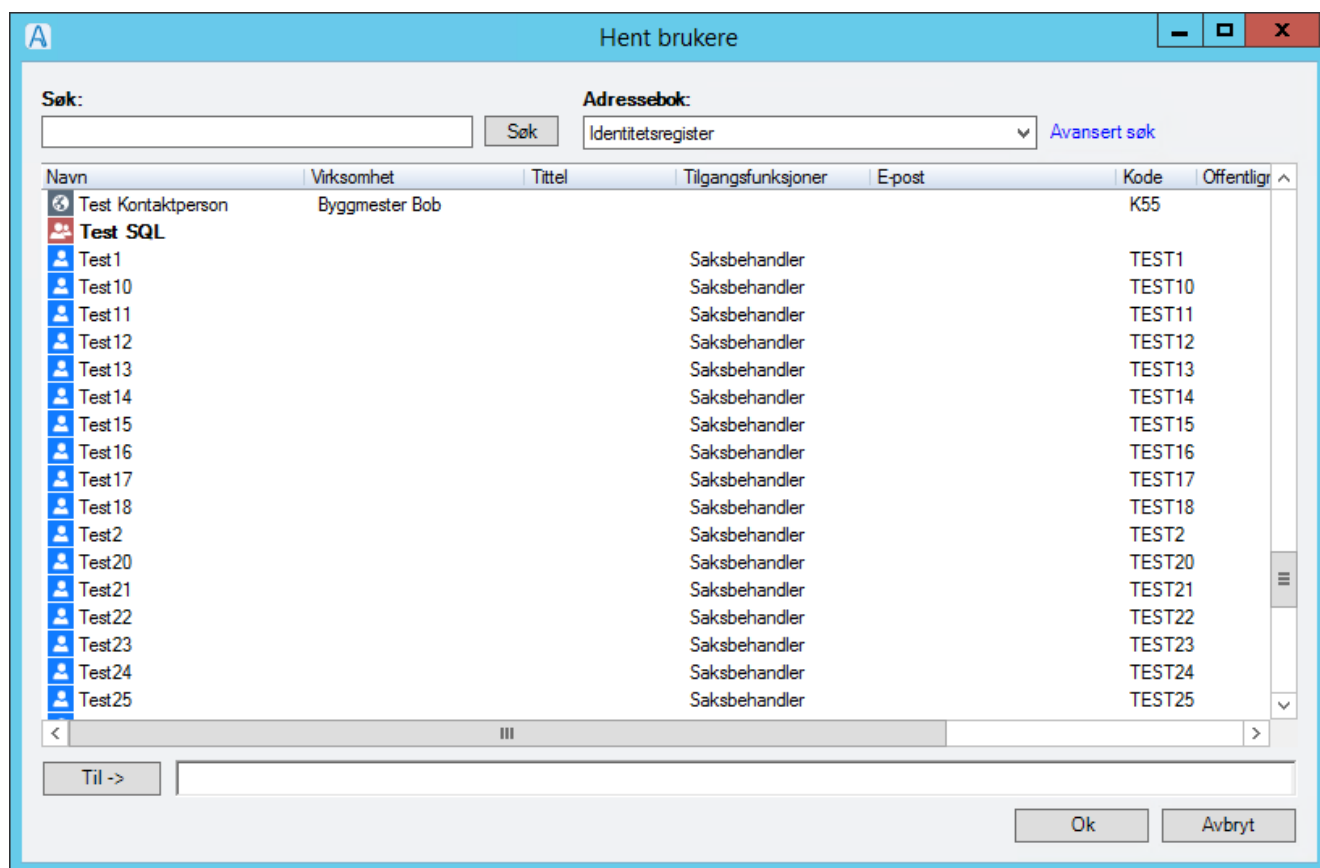 Hent brukere
Søk: Adressebok:
Søk Identitetsregister Avansert søk
Navn Virksomhet Tittel Tilgangsfunksjoner E-post Kode Offentligr
Test Kontaktperson Byggmester Bob K55
Test SQL
Test1 Saksbehandler TEST1
Test10 Saksbehandler TEST10
Test11 Saksbehandler TEST11
Test12 Saksbehandler TEST12
Test13 Saksbehandler TEST13
Test14 Saksbehandler TEST14
Test15 Saksbehandler TEST15
Test16 Saksbehandler TEST16
Test17 Saksbehandler TEST17
Test18 Saksbehandler TEST18
Test2 Saksbehandler TEST2
Test20 Saksbehandler TEST20
Test21 Saksbehandler TEST21
Test22 Saksbehandler TEST22
Test23 Saksbehandler TEST23
Test24 Saksbehandler TEST24
Test25 Saksbehandler TEST25
Til ->
Ok Avbryt